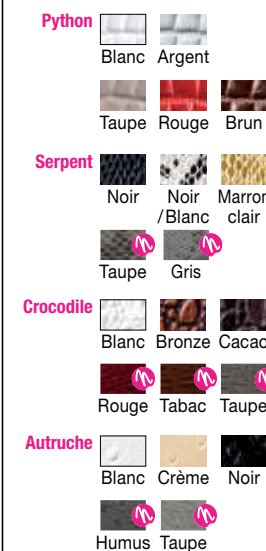 Python
Blanc Argent
Taupe Rouge Brun
Serpent
Noir Noir Marron
/Blanc clair
Taupe Gris
Crocodile
Blanc Bronze Cacao
Rouge Tabac Taupe
Autruche
Blanc Crème Noir
Humus Taupe